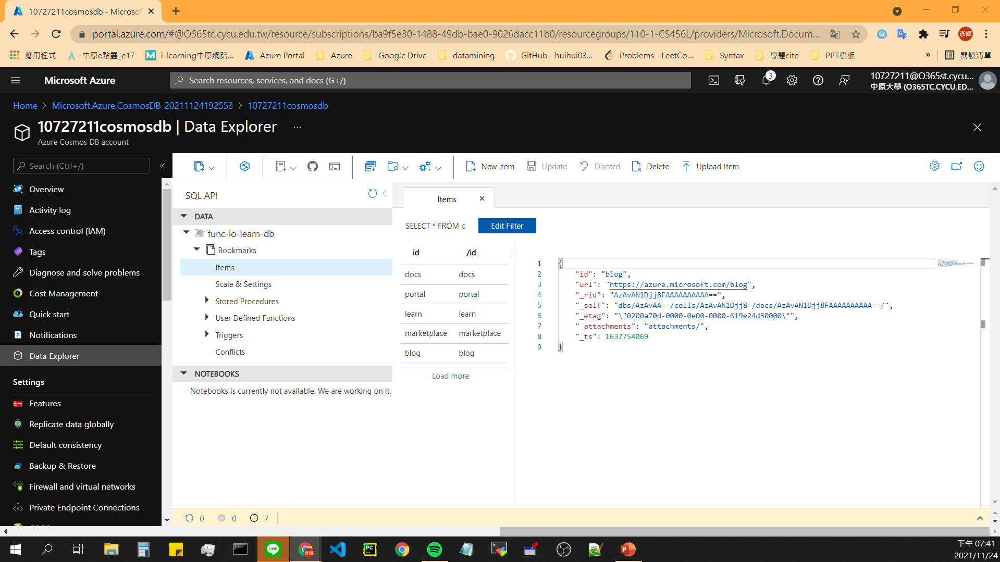 10727211cosmosdb - Microsof
portal.azure.com/#@O365tc.cycu.edu.tw/resource/subscriptions/ba9f5e30-1488-49db-bae0-9026dacc11b0/resourcegroups/110-1-CS456L/providers/Microsoft.Docum...
彥輝
應用程式
中原e點靈_e17
i-learning中原網路...
Azure Portal
Azure
Google Drive
datamining
GitHub - huihui03...
Problems - LeetCo...
Syntax
專題cite
PPT模板
»
閱讀清單
Microsoft Azure
Search resources, services, and docs (G+/)
3
10727211@O365st.cycu...
中原大學 (O365TC.CYCU.ED...
Home > Microsoft.Azure.CosmosDB-20211124192553 > 10727211cosmosdb
10727211cosmosdb | Data Explorer ...
Azure Cosmos DB account
Search (Ctrl+/)
«
Overview
Activity log
Access control (IAM)
Tags
Diagnose and solve problems
Cost Management
Quick start
Notifications
Data Explorer
Settings
Features
Replicate data globally
Default consistency
Backup & Restore
Firewall and virtual networks
Private Endpoint Connections
New Item
Update
Discard
Delete
Upload Item
SQL API
DATA
func-io-learn-db
Bookmarks
Items
Scale & Settings
Stored Procedures
User Defined Functions
Triggers
Conflicts
NOTEBOOKS
Notebooks is currently not available. We are working on it.
Items
SELECT * FROM c
Edit Filter
id /id
docs docs
portal portal
learn learn
marketplace marketplace
blog blog
Load more
1 {
2 "id": "blog",
3 "url": "https://azure.microsoft.com/blog",
4 "_rid": "AzAvAN1Djj8FAAAAAAAAAA==",
5 "_self": "dbs/AzAvAA==/colls/AzAvAN1Djj8=/docs/AzAvAN1Djj8FAAAAAAAAAA==/",
6 "_etag": "\"0200a70d-0000-0e00-0000-619e24d50000\"",
7 "_attachments": "attachments/",
8 "_ts": 1637754069
9 }
0 0 7
下午 07:41
2021/11/24